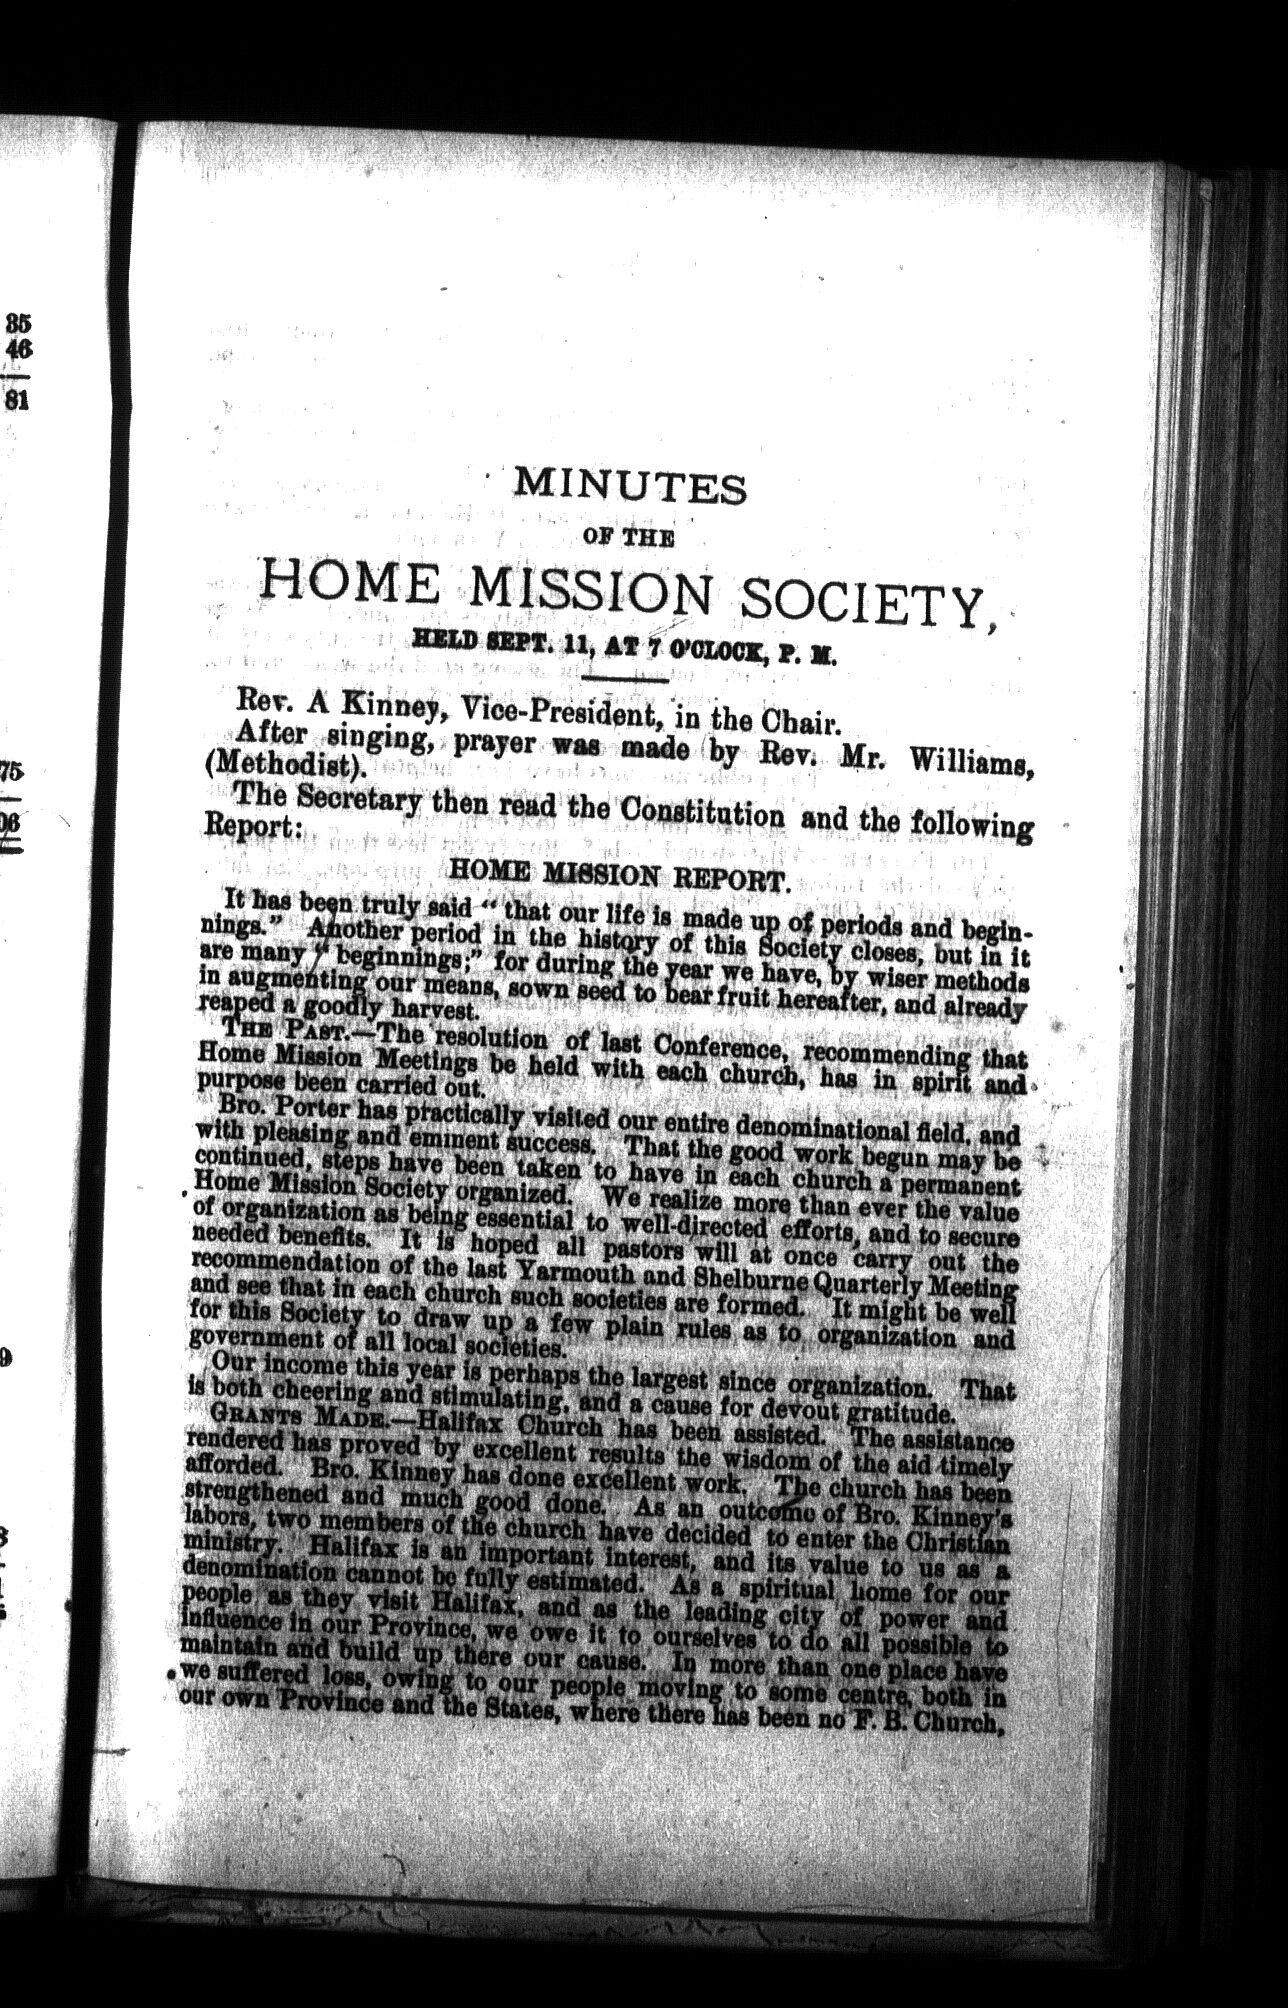 35
46
81
75
06
9
MINUTES
OF THE
HOME MISSION SOCIETY,
HELD SEPT. 11, AT 7 O'CLOCK, P. M.
Rev. A Kinney, Vice-President, in the Chair.
After singing, prayer was made by Rev. Mr. Williams,
(Methodist).
The Secretary then read the Constitution and the following
Report:
HOME MISSION REPORT.
It has been truly said "that our life is made up of periods and begin-
nings." Another period in the history of this Society closes, but in it
are many "beginnings;" for during the year we have, by wiser methods
in augmenting our means, sown seed to bear fruit hereafter, and already
reaped a goodly harvest.
THE PAST.—The resolution of last Conference, recommending that
Home Mission Meetings be held with each church, has in spirit and
purpose been carried out.
Bro. Porter has practically visited our entire denominational field, and
with pleasing and eminent success. That the good work begun may be
continued, steps have been taken to have in each church a permanent
Home Mission Society organized. We realize more than ever the value
of organization as being essential to well-directed efforts, and to secure
needed benefits. It is hoped all pastors will at once carry out the
recommendation of the last Yarmouth and Shelburne Quarterly Meeting
and see that in each church such societies are formed. It might be well
for this Society to draw up a few plain rules as to organization and
government of all local societies.
Our income this year is perhaps the largest since organization. That
is both cheering and stimulating, and a cause for devout gratitude.
GRANTS MADE.—Halifax Church has been assisted. The assistance
rendered has proved by excellent results the wisdom of the aid timely
afforded. Bro. Kinney has done excellent work. The church has been
strengthened and much good done. As an outcome of Bro. Kinney's
labors, two members of the church have decided to enter the Christian
ministry. Halifax is an important interest, and its value to us as a
denomination cannot be fully estimated. As a spiritual home for our
people as they visit Halifax, and as the leading city of power and
influence in our Province, we owe it to ourselves to do all possible to
maintain and build up there our cause. In more than one place have
we suffered loss, owing to our people moving to some centre, both in
our own Province and the States, where there has been no F. B. Church,